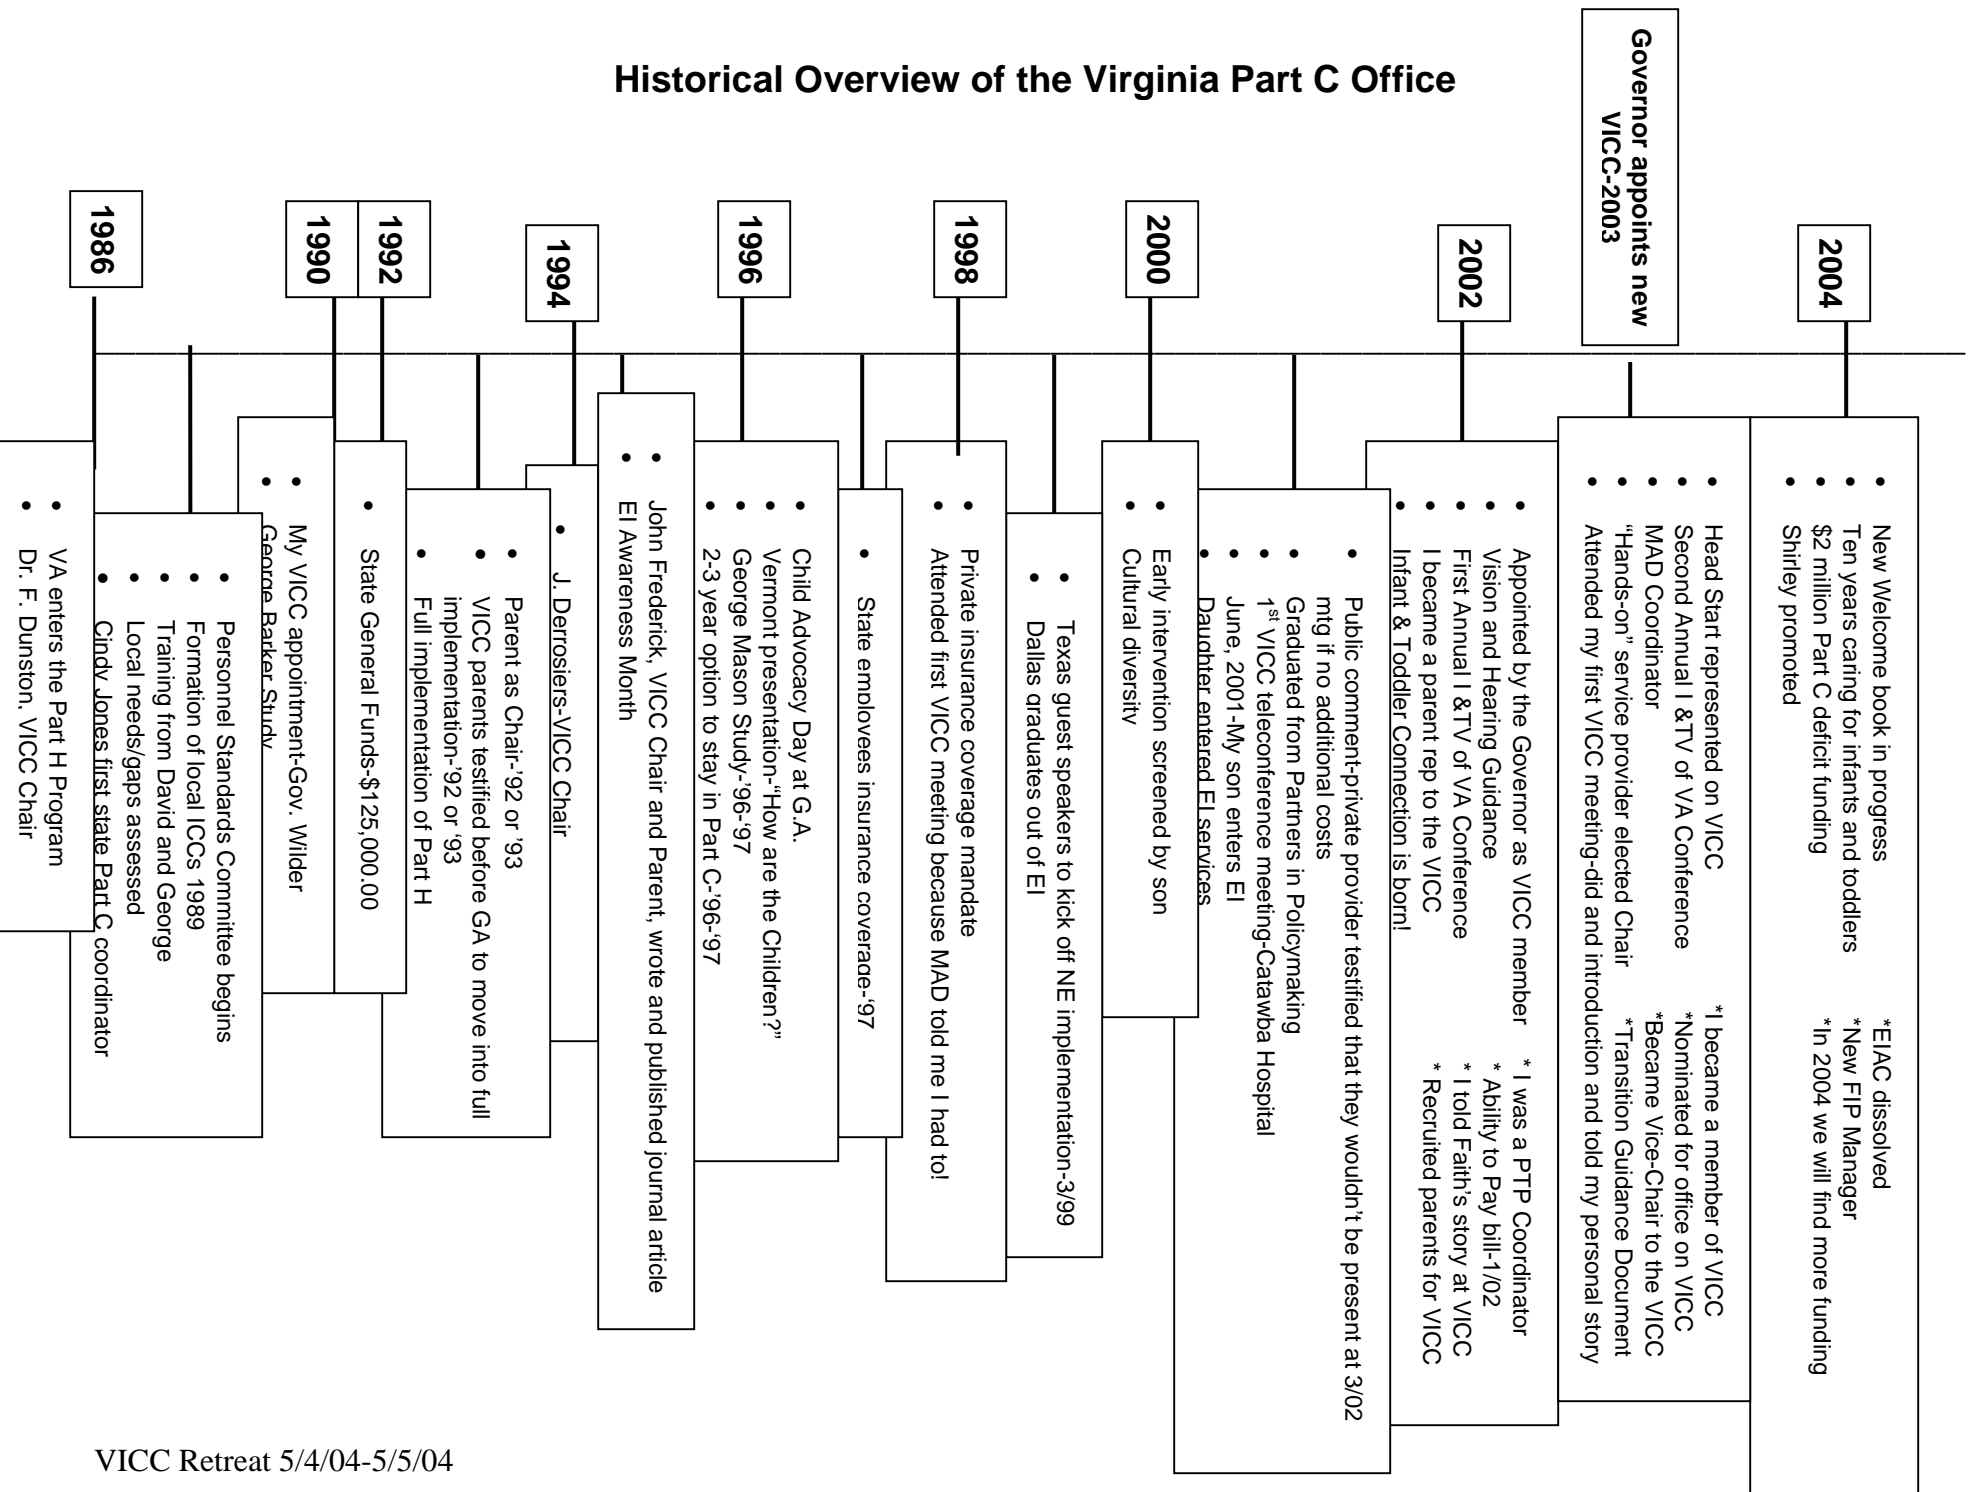 Historical Overview of the Virginia Part C Office
1986
• VA enters the Part H Program
• Dr. F. Dunston, VICC Chair
• Personnel Standards Committee begins
• Formation of local ICCs 1989
• Training from David and George
• Local needs/gaps assessed
• Cindy Jones first state Part C coordinator
1990
• My VICC appointment-Gov. Wilder
• George Barker Study
1992
• State General Funds-$125,000.00
• Parent as Chair-'92 or '93
• VICC parents testified before GA to move into full
implementation-'92 or '93
• Full implementation of Part H
1994
• J. Derrosiers-VICC Chair
• John Frederick, VICC Chair and Parent, wrote and published journal article
• EI Awareness Month
1996
• Child Advocacy Day at G.A.
• Vermont presentation-"How are the Children?"
• George Mason Study-'96-'97
• 2-3 year option to stay in Part C-'96-'97
• State employees insurance coverage-'97
1998
• Private insurance coverage mandate
• Attended first VICC meeting because MAD told me I had to!
• Texas guest speakers to kick off NE implementation-3/99
• Dallas graduates out of EI
2000
• Early intervention screened by son
• Cultural diversity
• Public comment-private provider testified that they wouldn't be present at 3/02
mtg if no additional costs
• Graduated from Partners in Policymaking
• 1st VICC teleconference meeting-Catawba Hospital
• June, 2001-My son enters EI
• Daughter entered EI services
2002
• Appointed by the Governor as VICC member
• Vision and Hearing Guidance
• First Annual I &TV of VA Conference
• I became a parent rep to the VICC
• Infant & Toddler Connection is born!
* I was a PTP Coordinator
* Ability to Pay bill-1/02
* I told Faith's story at VICC
* Recruited parents for VICC
Governor appoints new
VICC-2003
• Head Start represented on VICC
• Second Annual I &TV of VA Conference
• MAD Coordinator
• "Hands-on" service provider elected Chair
• Attended my first VICC meeting-did and introduction and told my personal story
*I became a member of VICC
*Nominated for office on VICC
*Became Vice-Chair to the VICC
*Transition Guidance Document
2004
• New Welcome book in progress
• Ten years caring for infants and toddlers
• $2 million Part C deficit funding
• Shirley promoted
*EIAC dissolved
*New FIP Manager
*In 2004 we will find more funding
VICC Retreat 5/4/04-5/5/04